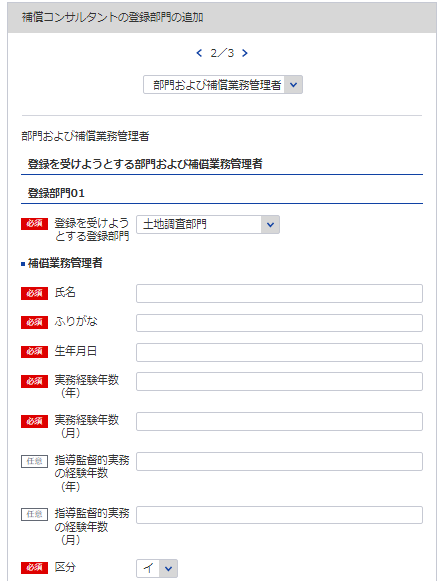 補償コンサルタントの登録部門の追加
2／3
部門および補償業務管理者
部門および補償業務管理者
登録を受けようとする部門および補償業務管理者
登録部門01
必須 登録を受けよう
とする登録部門
土地調査部門
補償業務管理者
必須 氏名
必須 ふりがな
必須 生年月日
必須 実務経験年数
（年）
必須 実務経験年数
（月）
任意 指導監督的実務
の経験年数
（年）
任意 指導監督的実務
の経験年数
（月）
必須 区分 イ